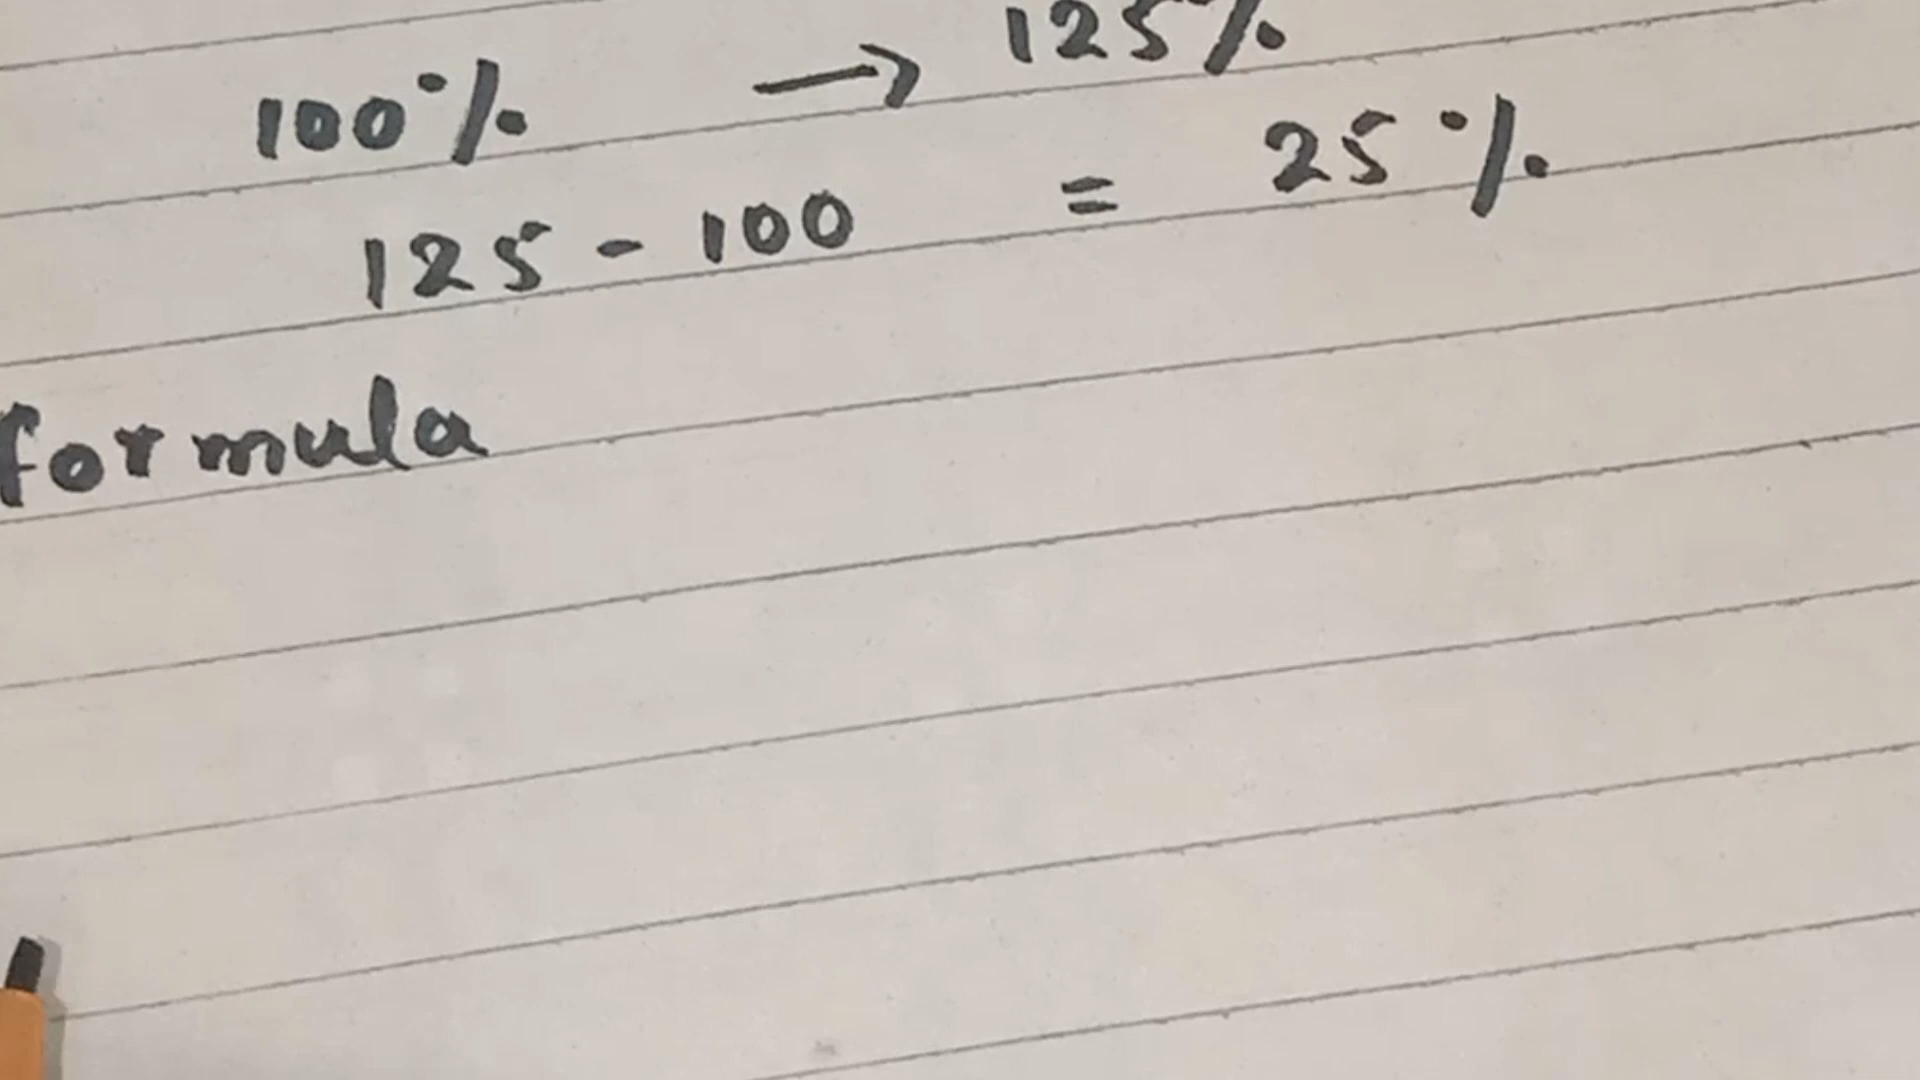 100% → 125%
125 - 100 = 25%
formula